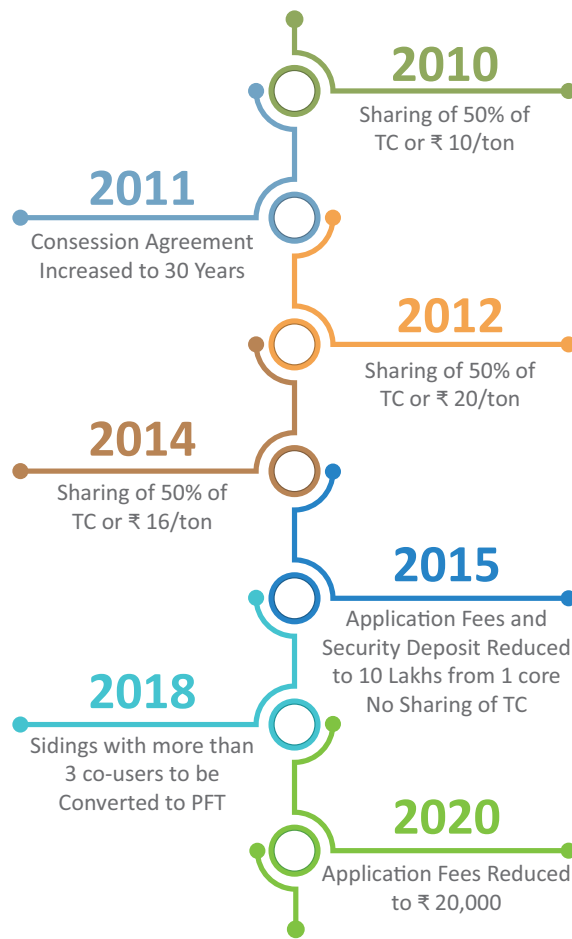 2010
Sharing of 50% of
TC or ₹ 10/ton
2011
Consession Agreement
Increased to 30 Years
2012
Sharing of 50% of
TC or ₹ 20/ton
2014
Sharing of 50% of
TC or ₹ 16/ton
2015
Application Fees and
Security Deposit Reduced
to 10 Lakhs from 1 core
No Sharing of TC
2018
Sidings with more than
3 co-users to be
Converted to PFT
2020
Application Fees Reduced
to ₹ 20,000